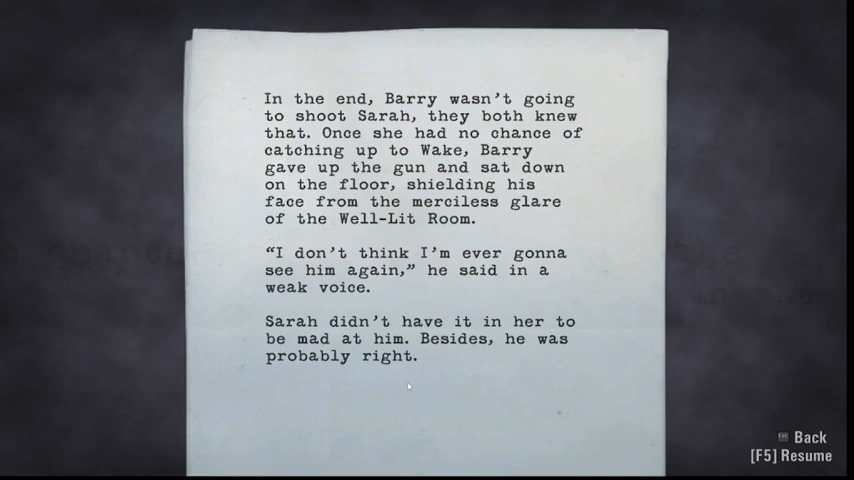 In the end, Barry wasn't going
to shoot Sarah, they both knew
that. Once she had no chance of
catching up to Wake, Barry
gave up the gun and sat down
on the floor, shielding his
face from the merciless glare
of the Well-Lit Room.
“I don't think I'm ever gonna
see him again,” he said in a
weak voice.
Sarah didn't have it in her to
be mad at him. Besides, he was
probably right.
Back
[F5] Resume